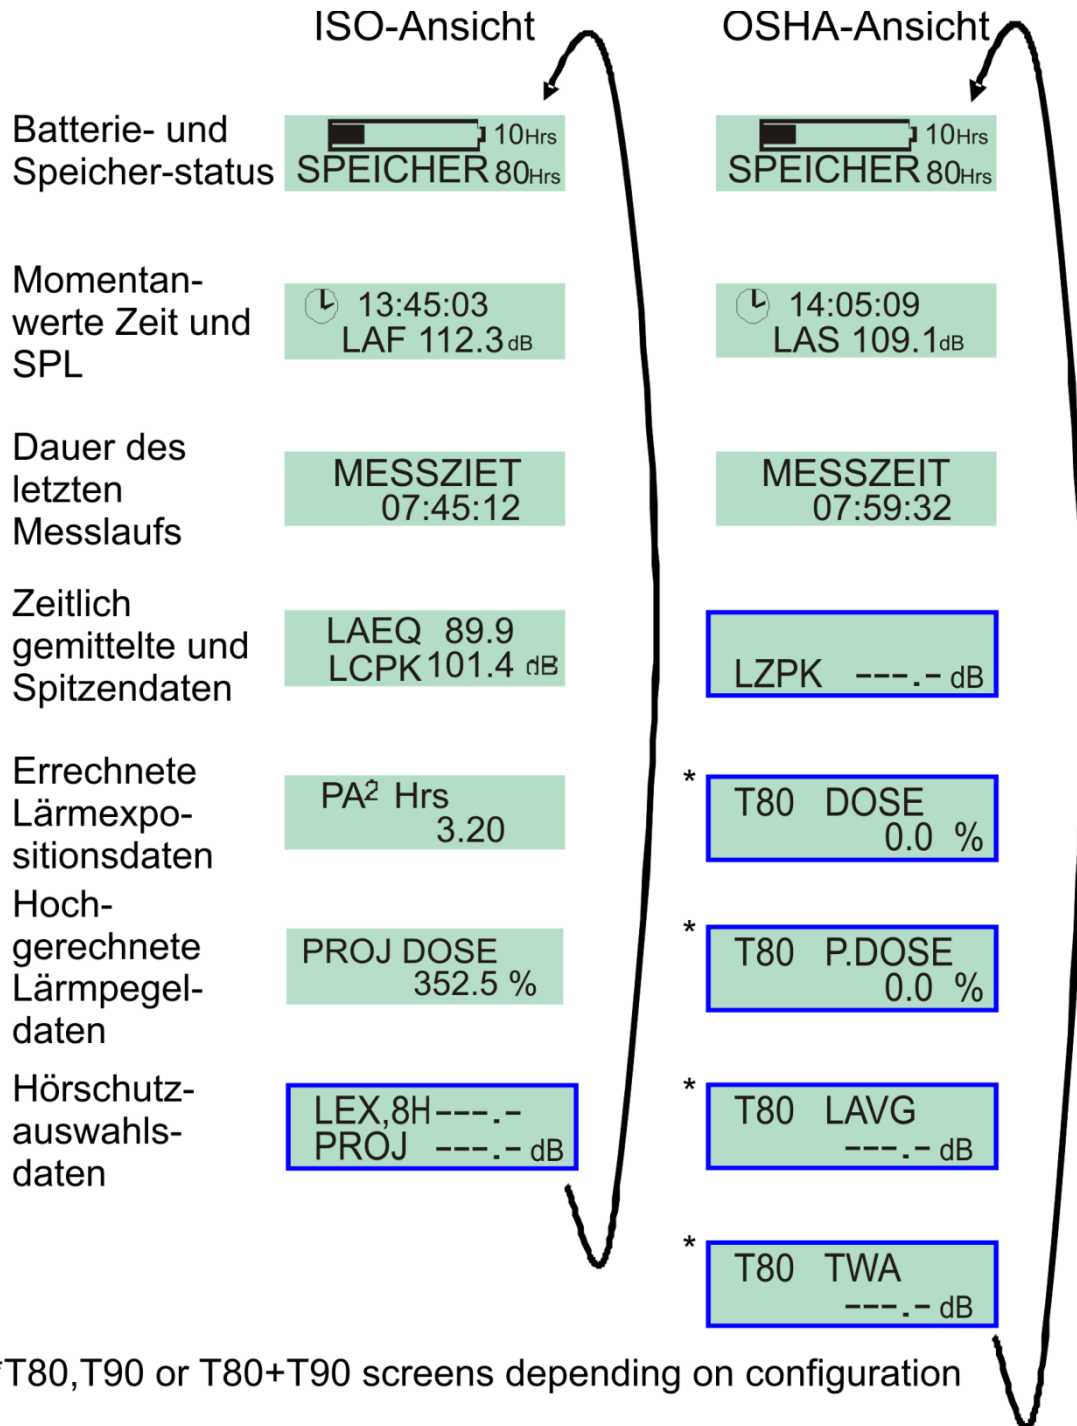 ISO-Ansicht
OSHA-Ansicht
Batterie- und
Speicher-status
10Hrs
SPEICHER 80Hrs
10Hrs
SPEICHER 80Hrs
Momentan-
werte Zeit und
SPL
13:45:03
LAF 112.3 dB
14:05:09
LAS 109.1dB
Dauer des
letzten
Messlaufs
MESSZIET
07:45:12
MESSZEIT
07:59:32
Zeitlich
gemittelte und
Spitzendaten
LAEQ 89.9
LCPK 101.4 dB
LZPK ---.- dB
Errechnete
Lärmexpo-
sitionsdaten
PA² Hrs
3.20
*
T80 DOSE
0.0 %
Hoch-
gerechnete
Lärmpegel-
daten
PROJ DOSE
352.5 %
*
T80 P.DOSE
0.0 %
Hörschutz-
auswahls-
daten
LEX,8H ---.-
PROJ ---.- dB
*
T80 LAVG
---.- dB
*
T80 TWA
---.- dB
*T80,T90 or T80+T90 screens depending on configuration